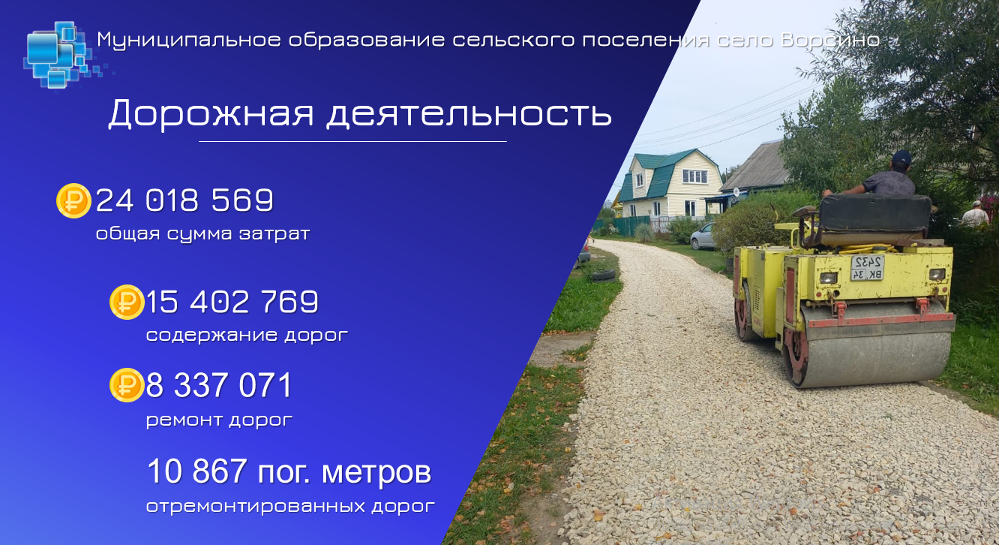 Муниципальное образование сельского поселения село Ворсино
Дорожная деятельность
24 018 569
общая сумма затрат
15 402 769
содержание дорог
8 337 071
ремонт дорог
10 867 пог. метров
отремонтированных дорог
2432
ВК 34